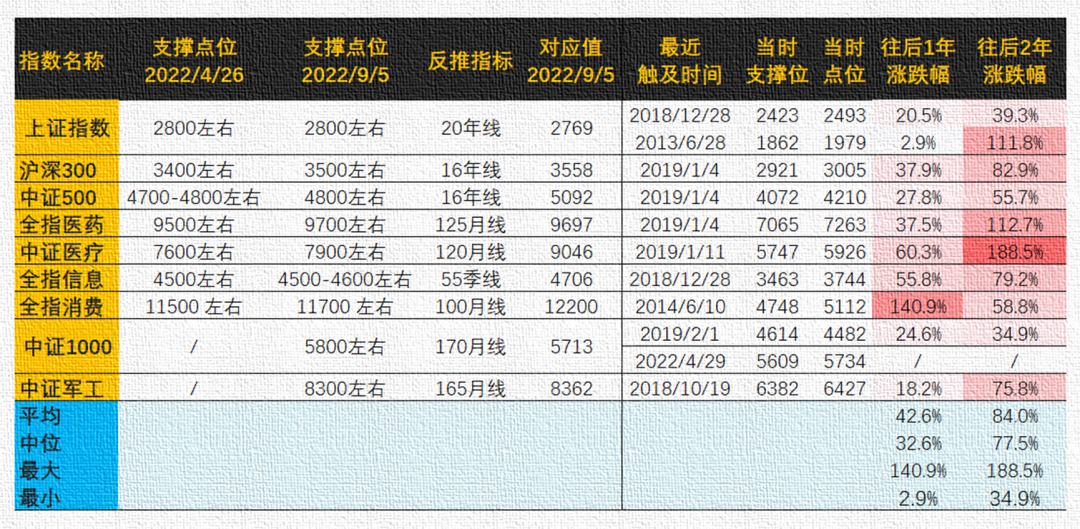 指数名称 支撑点位 2022/4/26 支撑点位 2022/9/5 反推指标 对应值 2022/9/5 最近触及时间 当时支撑位 当时点位 往后1年涨跌幅 往后2年涨跌幅
上证指数 2800左右 2800左右 20年线 2769 2018/12/28 2423 2493 20.5% 39.3%
2013/6/28 1862 1979 2.9% 111.8%
沪深300 3400左右 3500左右 16年线 3558 2019/1/4 2921 3005 37.9% 82.9%
中证500 4700-4800左右 4800左右 16年线 5092 2019/1/4 4072 4210 27.8% 55.7%
全指医药 9500左右 9700左右 125月线 9697 2019/1/4 7065 7263 37.5% 112.7%
中证医疗 7600左右 7900左右 120月线 9046 2019/1/11 5747 5926 60.3% 188.5%
全指信息 4500左右 4500-4600左右 55季线 4706 2018/12/28 3463 3744 55.8% 79.2%
全指消费 11500 左右 11700 左右 100月线 12200 2014/6/10 4748 5112 140.9% 58.8%
中证1000 / 5800左右 170月线 5713 2019/2/1 4614 4482 24.6% 34.9%
2022/4/29 5609 5734 / /
中证军工 / 8300左右 165月线 8362 2018/10/19 6382 6427 18.2% 75.8%
平均 42.6% 84.0%
中位 32.6% 77.5%
最大 140.9% 188.5%
最小 2.9% 34.9%